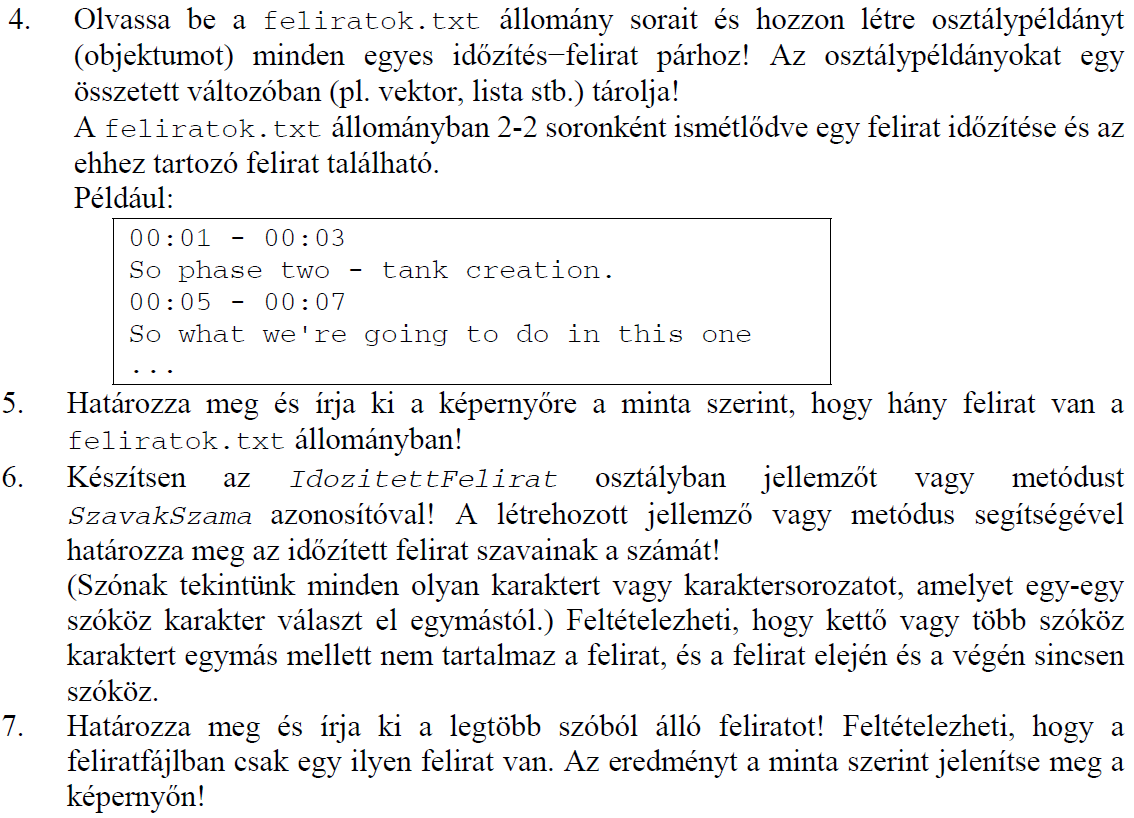 4. Olvassa be a feliratok.txt állomány sorait és hozzon létre osztálypéldányt
(objektumot) minden egyes időzítés–felirat párhoz! Az osztálypéldányokat egy
összetett változóban (pl. vektor, lista stb.) tárolja!
A feliratok.txt állományban 2-2 soronként ismétlődve egy felirat időzítése és az
ehhez tartozó felirat található.
Például:
00:01 - 00:03
So phase two - tank creation.
00:05 - 00:07
So what we're going to do in this one
...
5. Határozza meg és írja ki a képernyőre a minta szerint, hogy hány felirat van a
feliratok.txt állományban!
6. Készítsen az IdozitettFelirat osztályban jellemzőt vagy metódust
SzavakSzama azonosítóval! A létrehozott jellemző vagy metódus segítségével
határozza meg az időzített felirat szavainak a számát!
(Szónak tekintünk minden olyan karaktert vagy karaktersorozatot, amelyet egy-egy
szóköz karakter választ el egymástól.) Feltételezheti, hogy kettő vagy több szóköz
karaktert egymás mellett nem tartalmaz a felirat, és a felirat elején és a végén sincsen
szóköz.
7. Határozza meg és írja ki a legtöbb szóból álló feliratot! Feltételezheti, hogy a
feliratfájlban csak egy ilyen felirat van. Az eredményt a minta szerint jelenítse meg a
képernyőn!